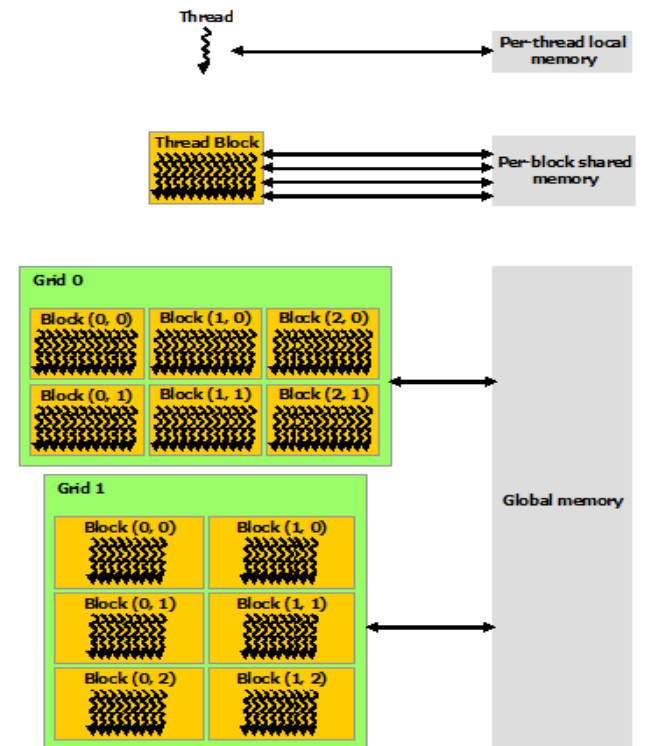 Thread
Per-thread local
memory
Thread Block
Per-block shared
memory
Grid 0
Block (0, 0) Block (1, 0) Block (2, 0)
Block (0, 1) Block (1, 1) Block (2, 1)
Grid 1
Global memory
Block (0, 0) Block (1, 0)
Block (0, 1) Block (1, 1)
Block (0, 2) Block (1, 2)